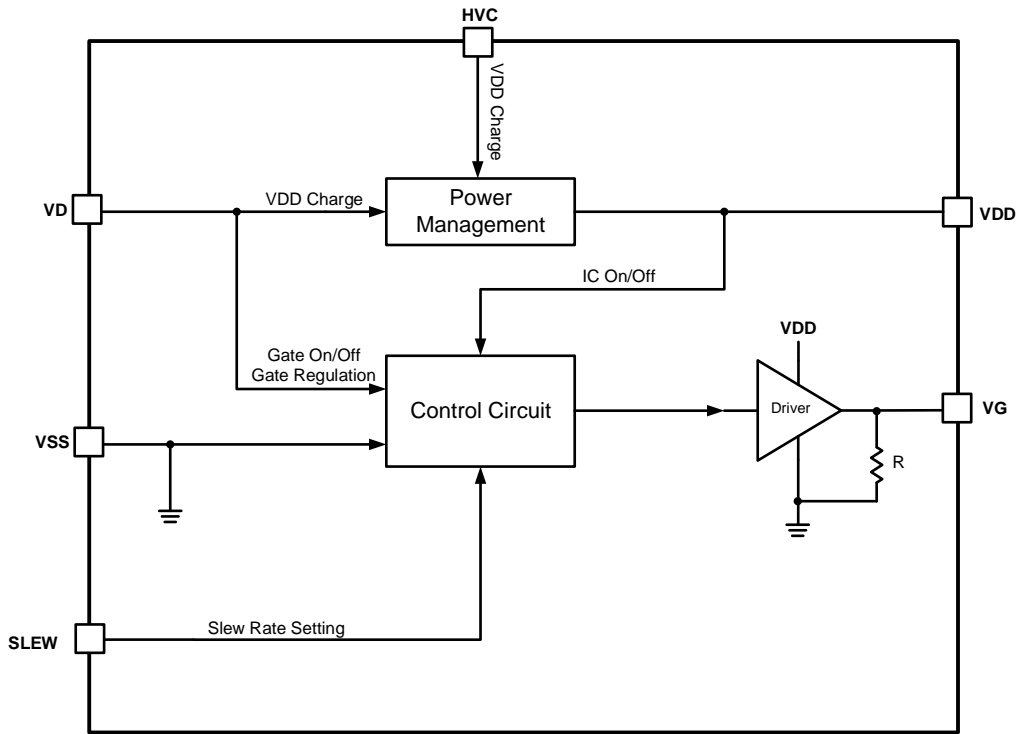 HVC
VDD Charge
VD
VDD Charge
Power
Management
VDD
IC On/Off
VDD
Gate On/Off
Gate Regulation
Control Circuit
Driver
VG
VSS
R
SLEW
Slew Rate Setting